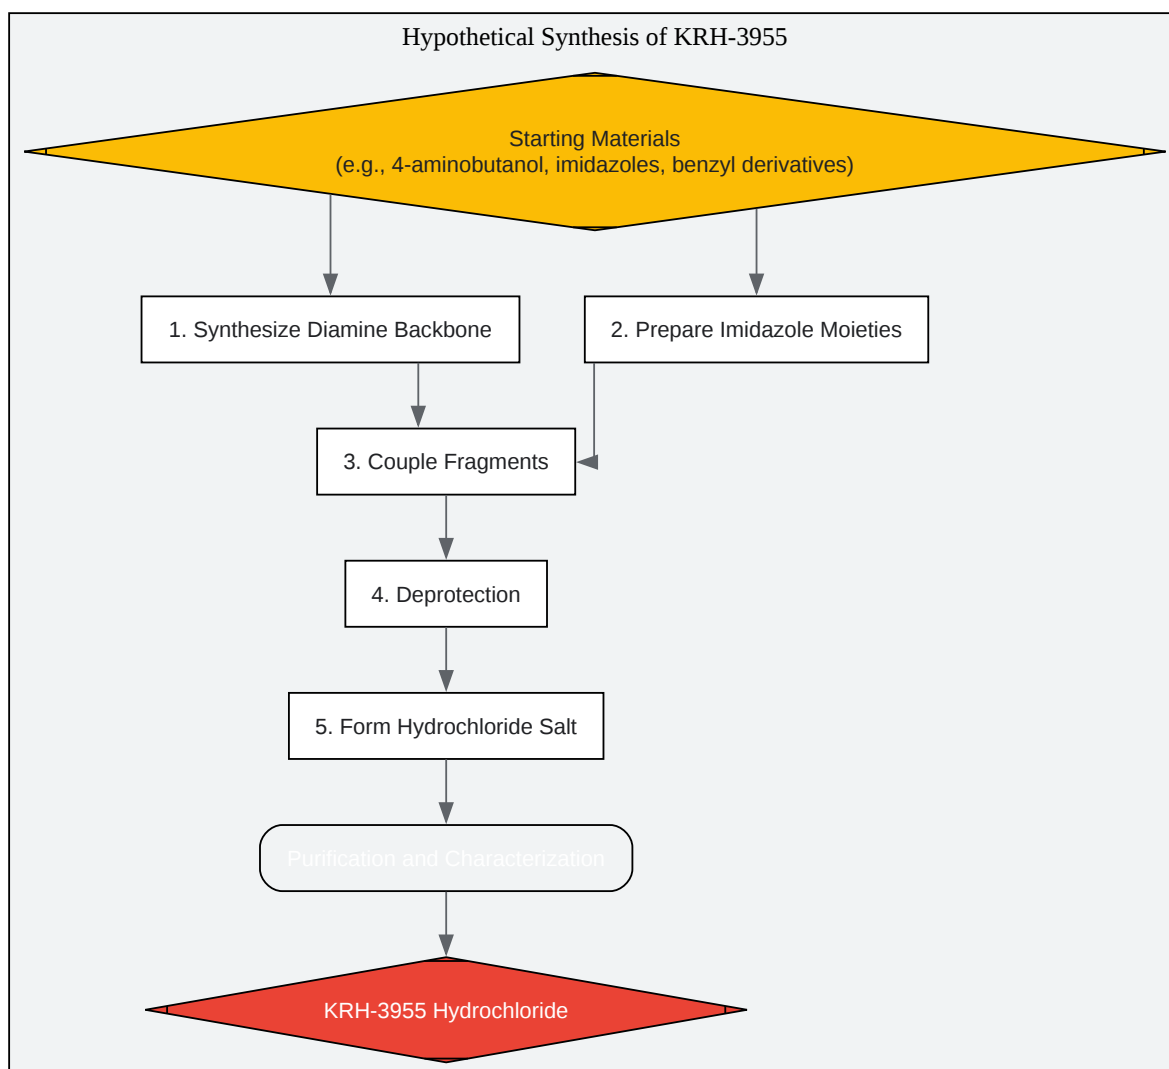 Hypothetical Synthesis of KRH-3955
Starting Materials
(e.g., 4-aminobutanol, imidazoles, benzyl derivatives)
1. Synthesize Diamine Backbone
2. Prepare Imidazole Moieties
3. Couple Fragments
4. Deprotection
5. Form Hydrochloride Salt
Purification and Characterization
KRH-3955 Hydrochloride